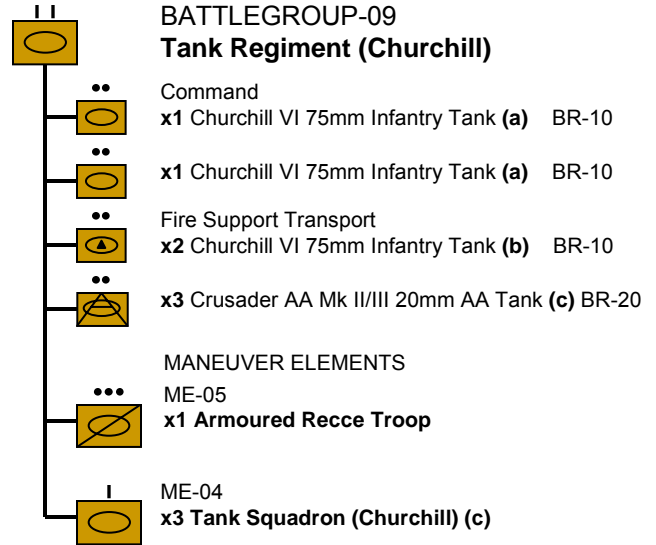 BATTLEGROUP-09
Tank Regiment (Churchill)
Command
x1 Churchill VI 75mm Infantry Tank (a) BR-10
x1 Churchill VI 75mm Infantry Tank (a) BR-10
Fire Support Transport
x2 Churchill VI 75mm Infantry Tank (b) BR-10
x3 Crusader AA Mk II/III 20mm AA Tank (c) BR-20
MANEUVER ELEMENTS
ME-05
x1 Armoured Recce Troop
ME-04
x3 Tank Squadron (Churchill) (c)